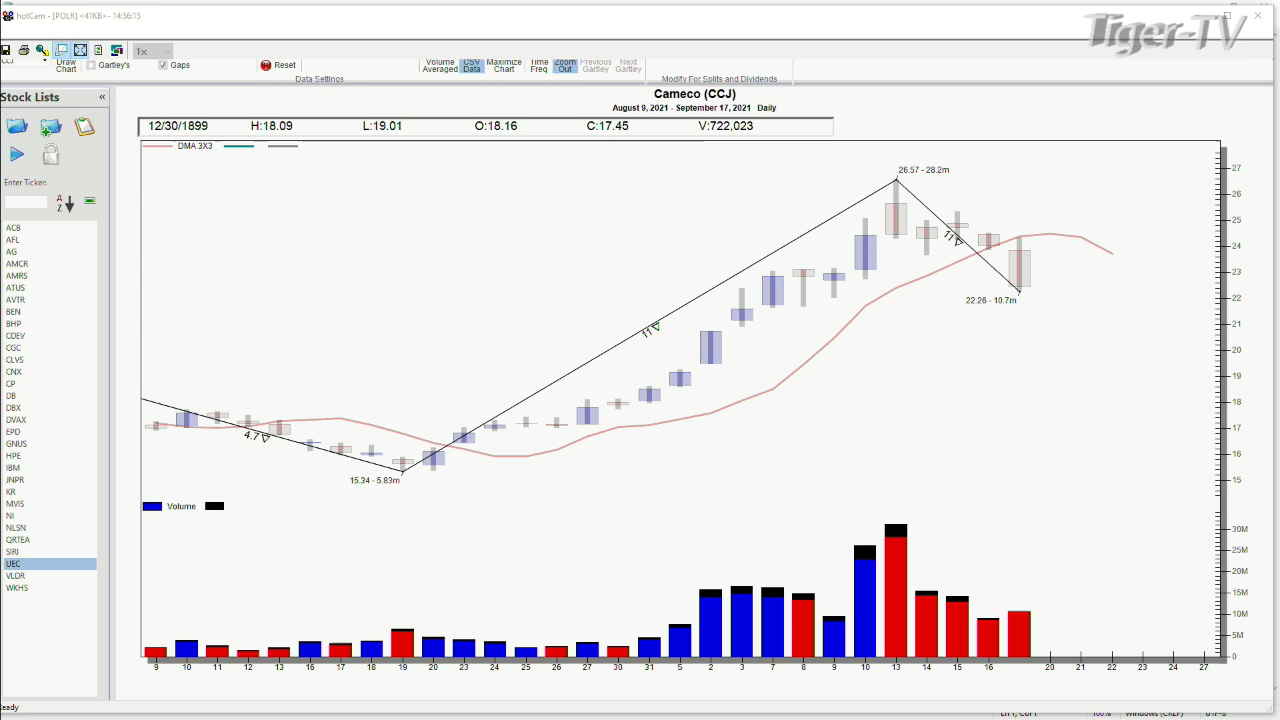 hotCam - [POLR] <41KB> - 14:56:15
Tiger-TV
1x
Draw Chart
Gartley's
Gaps
Reset
Data Settings
Volume Averaged
CSV Data
Maximize Chart
Time Freq
Zoom Out
Previous Gartley
Next Gartley
Modify For Splits and Dividends
Stock Lists «
Enter Ticker:
A Z
ACB
AFL
AG
AMCR
AMRS
ATUS
AVTR
BEN
BHP
CDEV
CGC
CLVS
CNX
CP
DB
DBX
DVAX
EPD
GNUS
HPE
IBM
JNPR
KR
MVIS
NI
NLSN
QRTEA
SIRI
UEC
VLDR
WKHS
Cameco (CCJ)
August 9, 2021 - September 17, 2021 Daily
12/30/1899 H:18.09 L:19.01 O:18.16 C:17.45 V:722,023
DMA 3X3
26.57 - 28.2m
11
22.26 - 10.7m
11
4.7
15.34 - 5.83m
27
26
25
24
23
22
21
20
19
18
17
16
15
Volume
30M
25M
20M
15M
10M
5M
0
9 10 11 12 13 16 17 18 19 20 23 24 25 26 27 30 31 5 2 3 7 8 9 10 13 14 15 16 20 21 22 23 24 27
100% Windows (CRLF) UTF-8